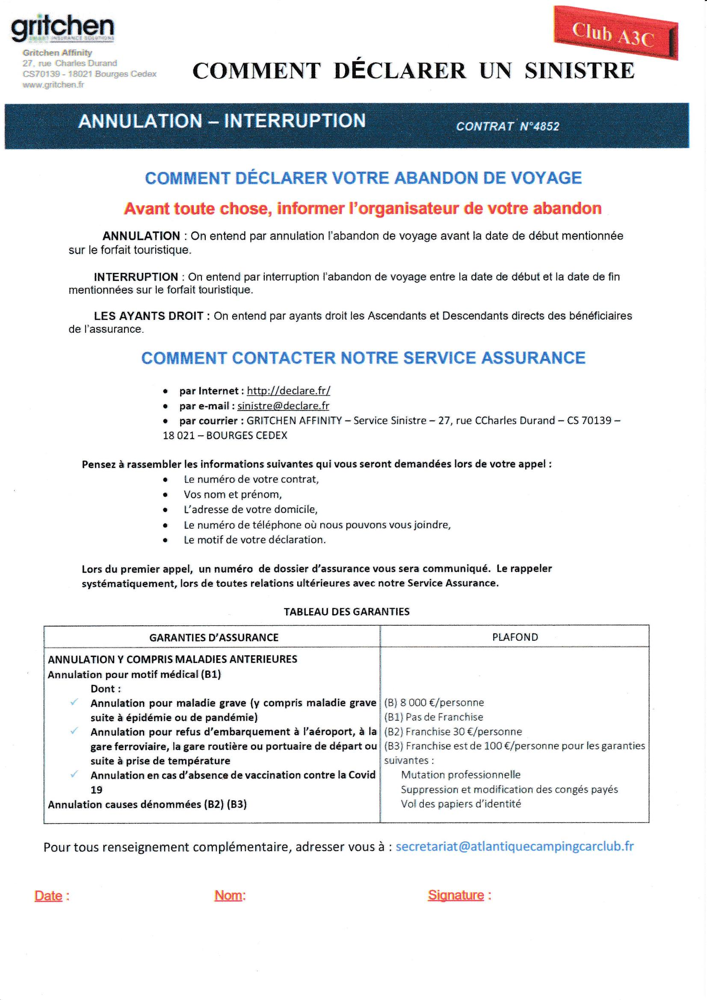 gritchen
SMART INSURANCE SOLUTIONS
Club A3C
Gritchen Affinity
27, rue Charles Durand
CS70139 - 18021 Bourges Cedex
www.gritchen.fr
COMMENT DÉCLARER UN SINISTRE
ANNULATION – INTERRUPTION CONTRAT N°4852
COMMENT DÉCLARER VOTRE ABANDON DE VOYAGE
Avant toute chose, informer l'organisateur de votre abandon
ANNULATION : On entend par annulation l'abandon de voyage avant la date de début mentionnée
sur le forfait touristique.
INTERRUPTION : On entend par interruption l'abandon de voyage entre la date de début et la date de fin
mentionnées sur le forfait touristique.
LES AYANTS DROIT : On entend par ayants droit les Ascendants et Descendants directs des bénéficiaires
de l'assurance.
COMMENT CONTACTER NOTRE SERVICE ASSURANCE
• par Internet : http://declare.fr/
• par e-mail : sinistre@declare.fr
• par courrier : GRITCHEN AFFINITY – Service Sinistre – 27, rue CCharles Durand – CS 70139 –
18 021 – BOURGES CEDEX
Pensez à rassembler les informations suivantes qui vous seront demandées lors de votre appel :
• Le numéro de votre contrat,
• Vos nom et prénom,
• L'adresse de votre domicile,
• Le numéro de téléphone où nous pouvons vous joindre,
• Le motif de votre déclaration.
Lors du premier appel, un numéro de dossier d'assurance vous sera communiqué. Le rappeler
systématiquement, lors de toutes relations ultérieures avec notre Service Assurance.
TABLEAU DES GARANTIES
GARANTIES D'ASSURANCE
PLAFOND
ANNULATION Y COMPRIS MALADIES ANTERIEURES
Annulation pour motif médical (B1)
Dont :
✓ Annulation pour maladie grave (y compris maladie grave
suite à épidémie ou de pandémie)
✓ Annulation pour refus d'embarquement à l'aéroport, à la
gare ferroviaire, la gare routière ou portuaire de départ ou
suite à prise de température
✓ Annulation en cas d'absence de vaccination contre la Covid
19
Annulation causes dénommées (B2) (B3)
(B) 8 000 €/personne
(B1) Pas de Franchise
(B2) Franchise 30 €/personne
(B3) Franchise est de 100 €/personne pour les garanties
suivantes :
Mutation professionnelle
Suppression et modification des congés payés
Vol des papiers d'identité
Pour tous renseignement complémentaire, adresser vous à : secretariat@atlantiquecampingcarclub.fr
Date : Nom: Signature :